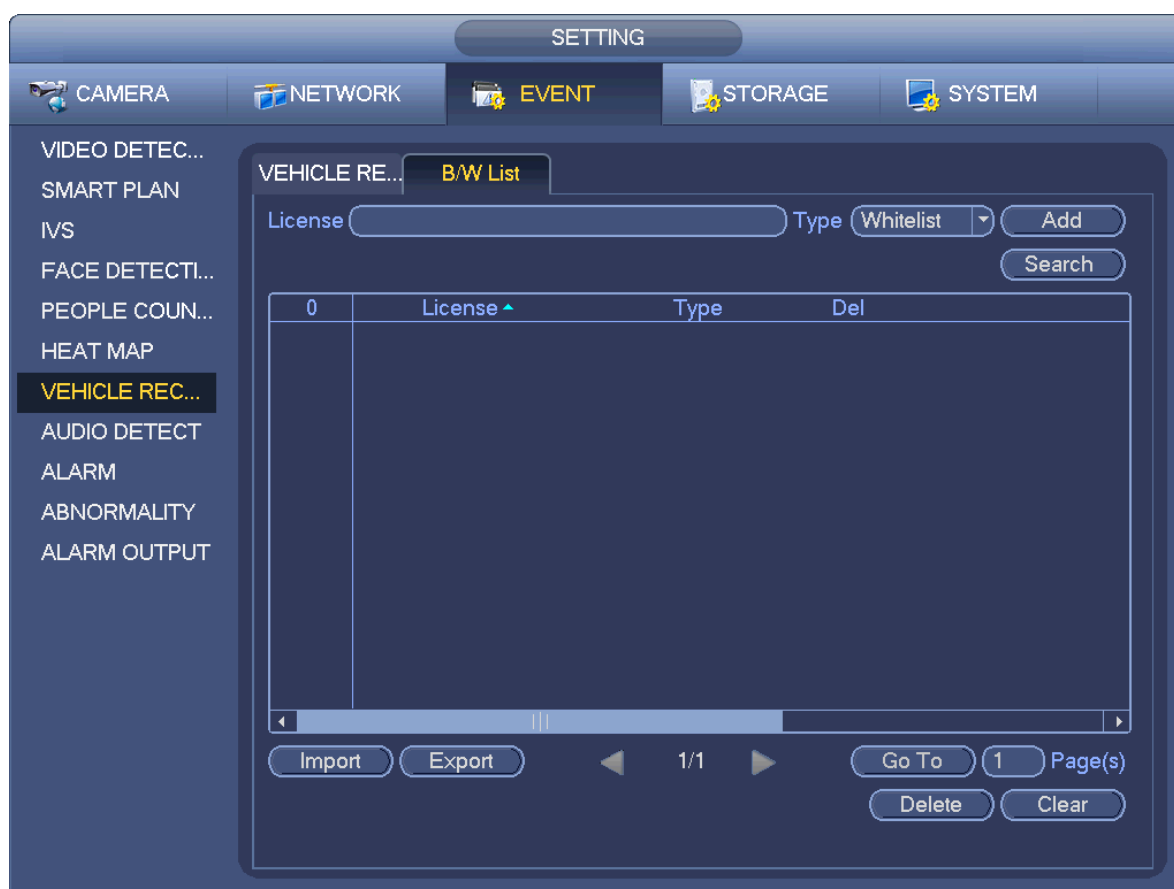 SETTING
CAMERA NETWORK EVENT STORAGE SYSTEM
VIDEO DETEC...
SMART PLAN
IVS
FACE DETECTI...
PEOPLE COUN...
HEAT MAP
VEHICLE REC...
AUDIO DETECT
ALARM
ABNORMALITY
ALARM OUTPUT
VEHICLE RE... B/W List
License Type Whitelist Add
Search
0 License Type Del
Import Export 1/1 Go To 1 Page(s)
Delete Clear